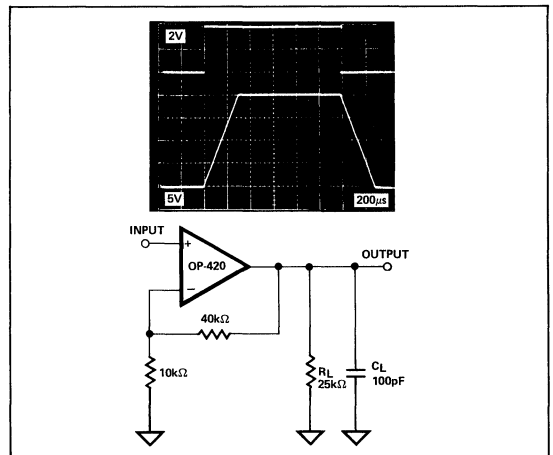 2V
5V
200μs
INPUT
+
OP-420
−
OUTPUT
40kΩ
10kΩ
RL
25kΩ
CL
100pF